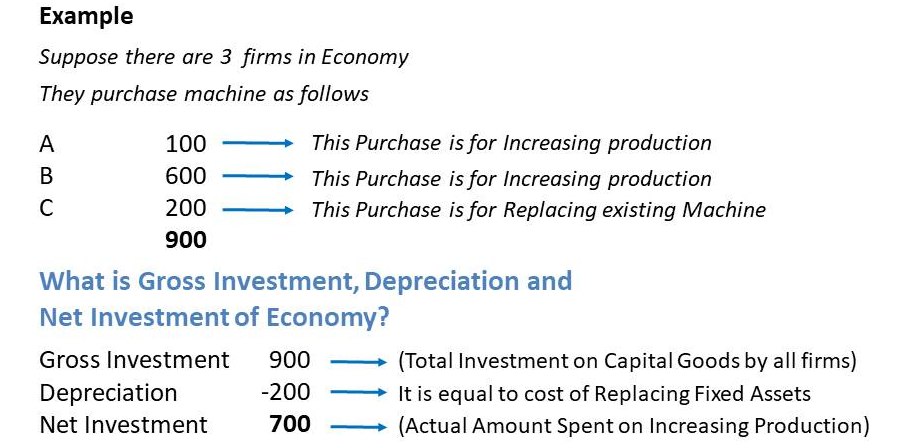 Example
Suppose there are 3 firms in Economy
They purchase machine as follows
A 100 This Purchase is for Increasing production
B 600 This Purchase is for Increasing production
C 200 This Purchase is for Replacing existing Machine
900
What is Gross Investment, Depreciation and
Net Investment of Economy?
Gross Investment 900 (Total Investment on Capital Goods by all firms)
Depreciation -200 It is equal to cost of Replacing Fixed Assets
Net Investment 700 (Actual Amount Spent on Increasing Production)